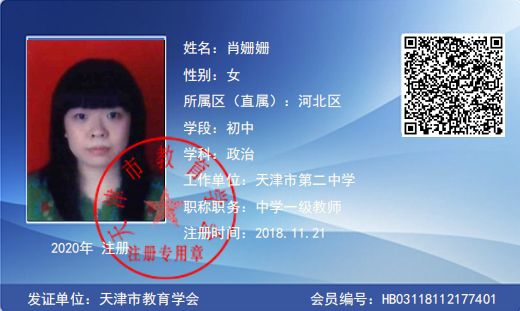 姓名：肖姗姗
性别：女
所属区（直属）：河北区
学段：初中
学科：政治
工作单位：天津市第二中学
职称职务：中学一级教师
注册时间：2018.11.21
天津市教育学会
注册专用章
2020年 注册
发证单位：天津市教育学会
会员编号：HB03118112177401